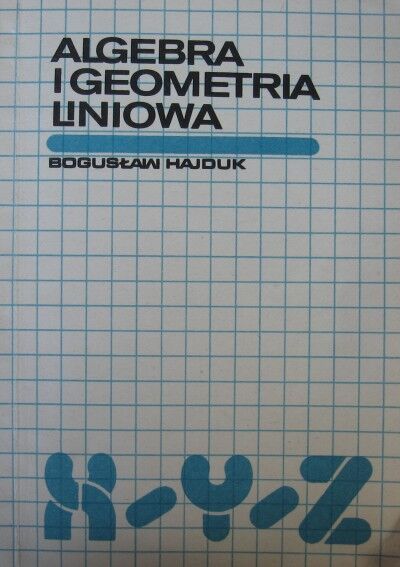 ALGEBRA
I GEOMETRIA
LINIOWA
BOGUSŁAW HAJDUK
X-Y-Z